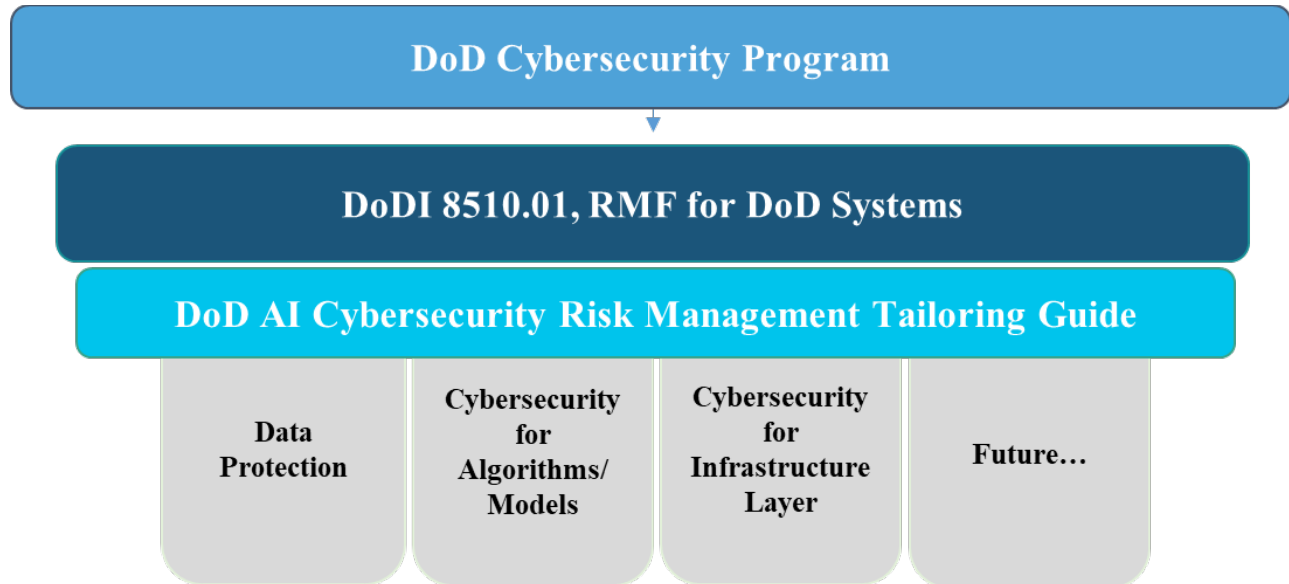 DoD Cybersecurity Program
DoDI 8510.01, RMF for DoD Systems
DoD AI Cybersecurity Risk Management Tailoring Guide
Data
Protection
Cybersecurity
for
Algorithms/
Models
Cybersecurity
for
Infrastructure
Layer
Future…